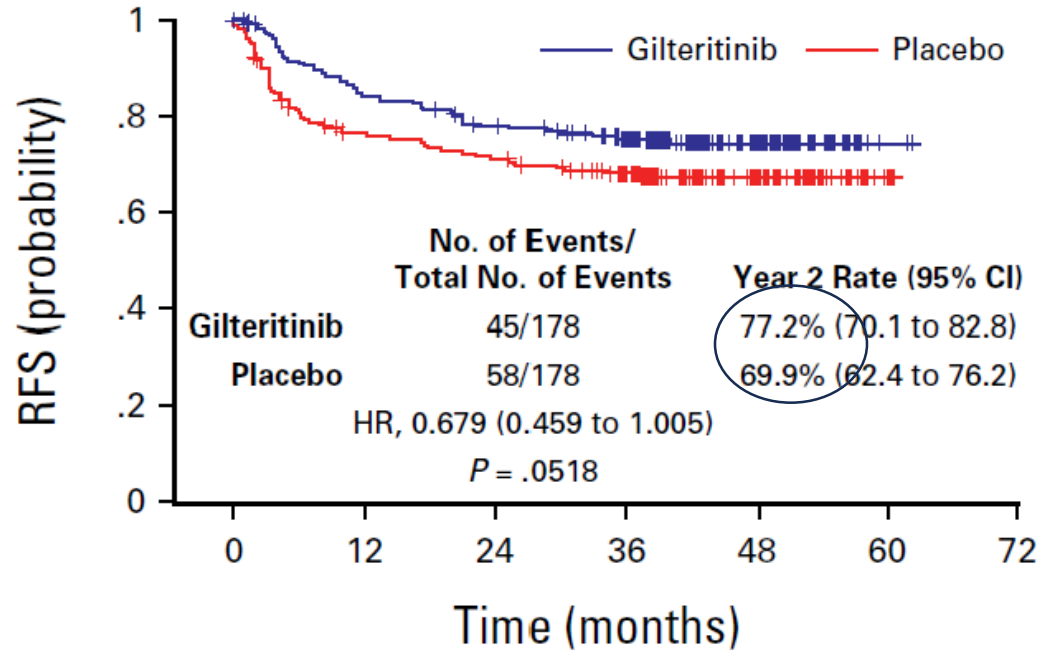 1
.8
.6
.4
.2
0
RFS (probability)
Gilteritinib Placebo
No. of Events/
Total No. of Events Year 2 Rate (95% CI)
Gilteritinib 45/178 77.2% (70.1 to 82.8)
Placebo 58/178 69.9% (62.4 to 76.2)
HR, 0.679 (0.459 to 1.005)
P = .0518
0 12 24 36 48 60 72
Time (months)